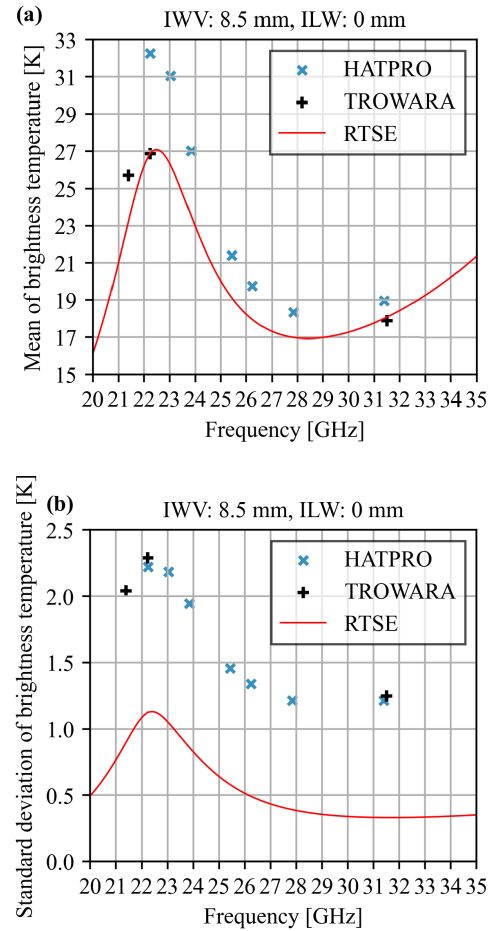 (a)
IWV: 8.5 mm, ILW: 0 mm
Mean of brightness temperature [K]
33
31
29
27
25
23
21
19
17
15
HATPRO
TROWARA
RTSE
20 21 22 23 24 25 26 27 28 29 30 31 32 33 34 35
Frequency [GHz]
(b)
IWV: 8.5 mm, ILW: 0 mm
Standard deviation of brightness temperature [K]
2.5
2.0
1.5
1.0
0.5
0.0
HATPRO
TROWARA
RTSE
20 21 22 23 24 25 26 27 28 29 30 31 32 33 34 35
Frequency [GHz]